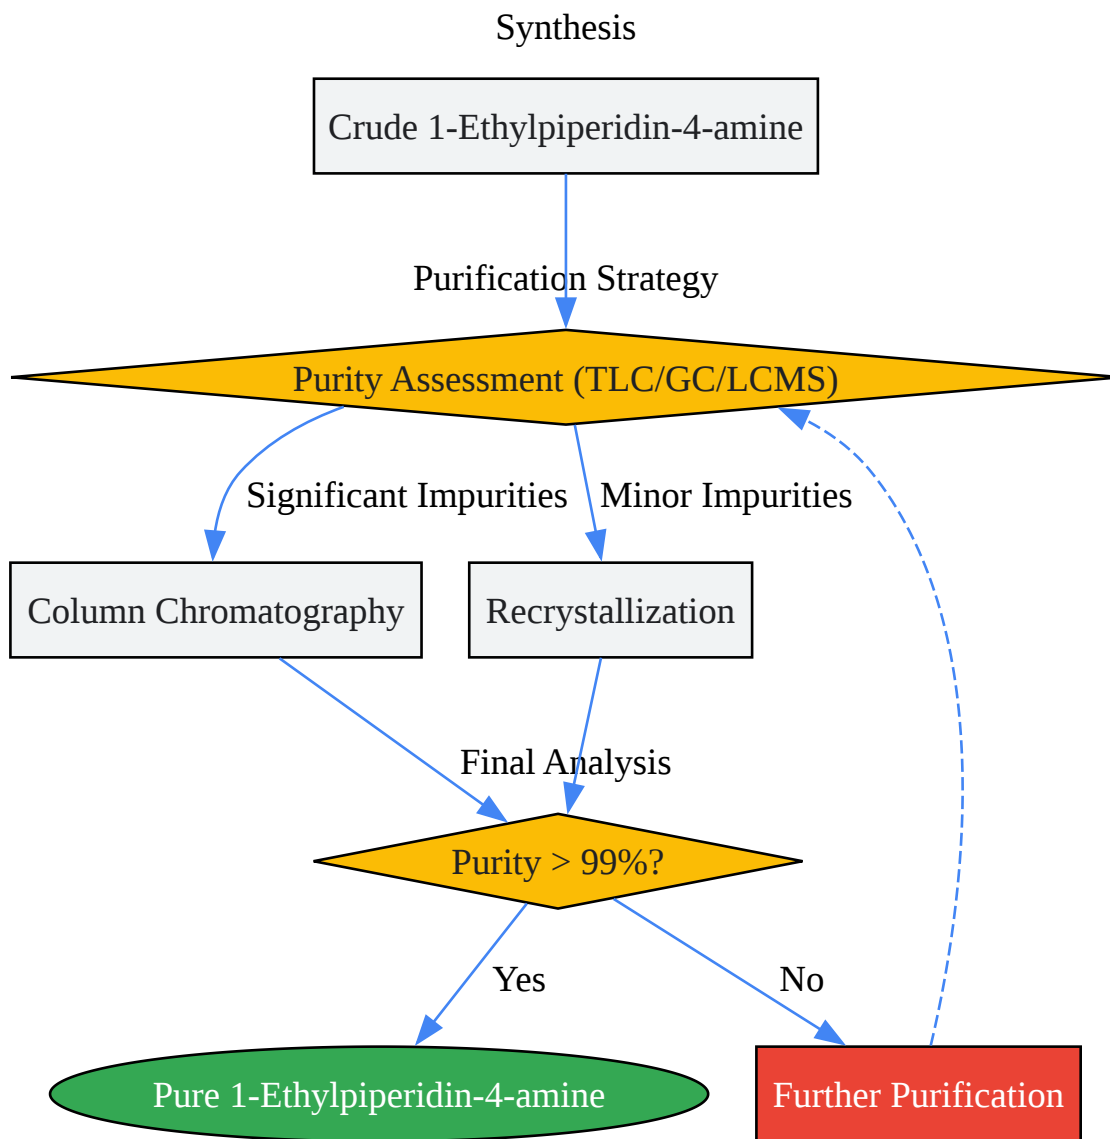 Synthesis
Crude 1-Ethylpiperidin-4-amine
Purification Strategy
Purity Assessment (TLC/GC/LCMS)
Significant Impurities
Minor Impurities
Column Chromatography
Recrystallization
Final Analysis
Purity > 99%?
Yes
No
Pure 1-Ethylpiperidin-4-amine
Further Purification